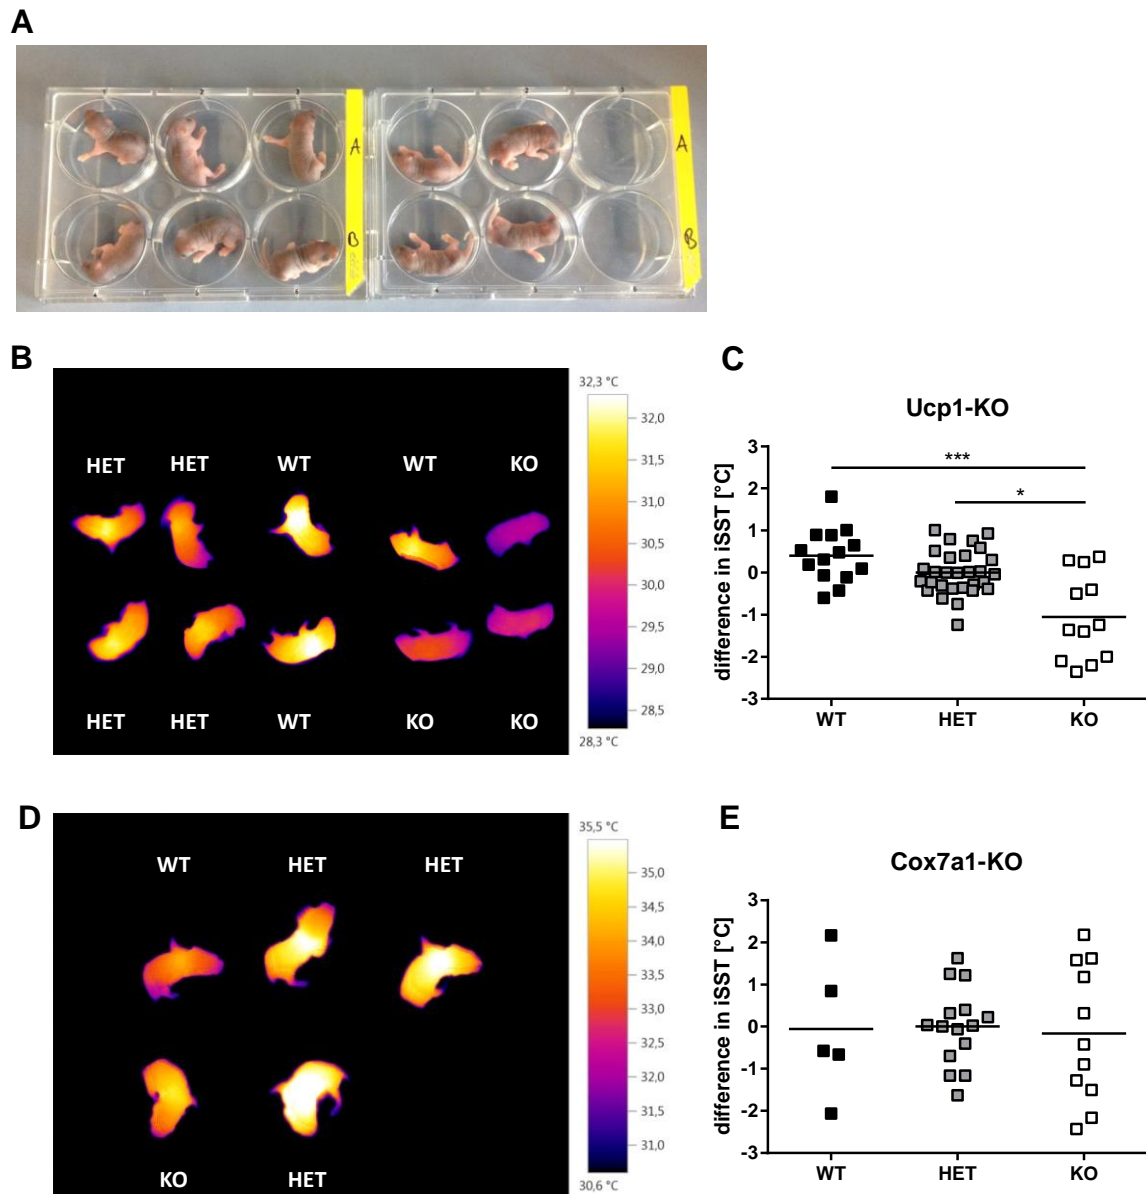 A
A
B
A
B
B
HET HET WT WT KO
HET HET WT KO KO
32,3 °C
32,0
31,5
31,0
30,5
30,0
29,5
29,0
28,5
28,3 °C
C
Ucp1-KO
***
*
difference in iSST [°C]
3
2
1
0
-1
-2
-3
WT HET KO
D
WT HET HET
KO HET
35,5 °C
35,0
34,5
34,0
33,5
33,0
32,5
32,0
31,5
31,0
30,6 °C
E
Cox7a1-KO
difference in iSST [°C]
3
2
1
0
-1
-2
-3
WT HET KO